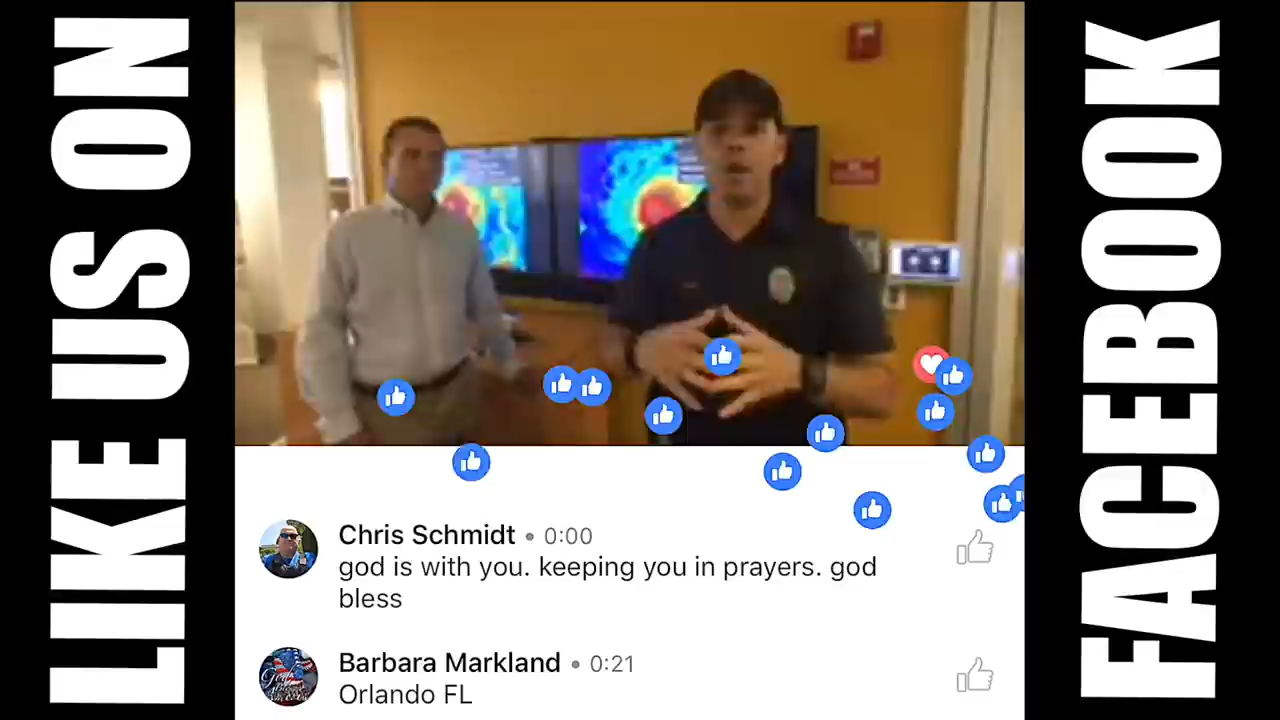 LIKE US ON
FACEBOOK
Chris Schmidt • 0:00
god is with you. keeping you in prayers. god
bless
Barbara Markland • 0:21
Orlando FL